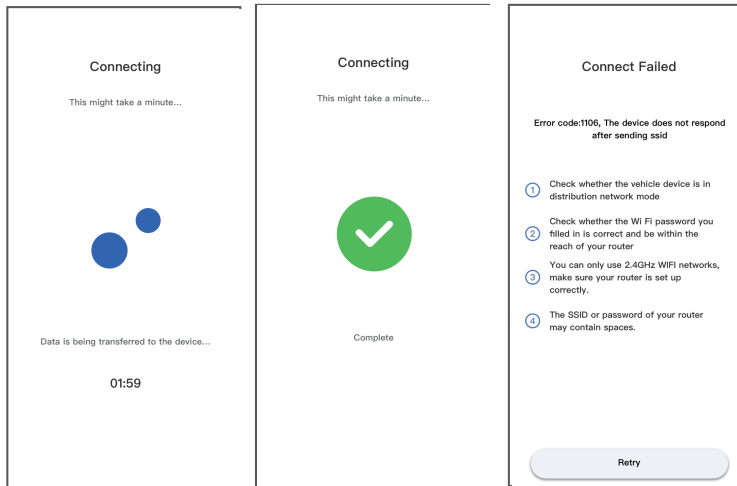 Connecting
This might take a minute...
Data is being transferred to the device...
01:59
Connecting
This might take a minute...
Complete
Connect Failed
Error code:1106, The device does not respond
after sending ssid
1 Check whether the vehicle device is in
distribution network mode
2 Check whether the Wi Fi password you
filled in is correct and be within the
reach of your router
3 You can only use 2.4GHz WIFI networks,
make sure your router is set up
correctly.
4 The SSID or password of your router
may contain spaces.
Retry